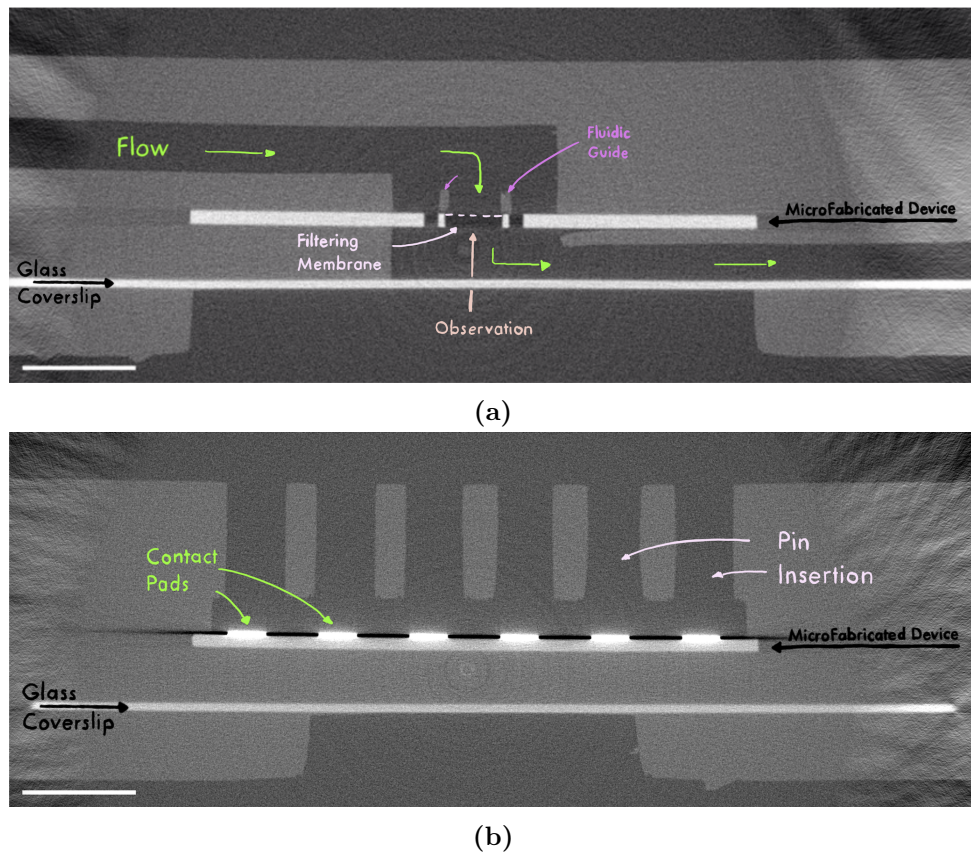 Flow
Fluidic
Guide
MicroFabricated Device
Filtering
Membrane
Glass
Coverslip
Observation
(a)
Contact
Pads
Pin
Insertion
MicroFabricated Device
Glass
Coverslip
(b)